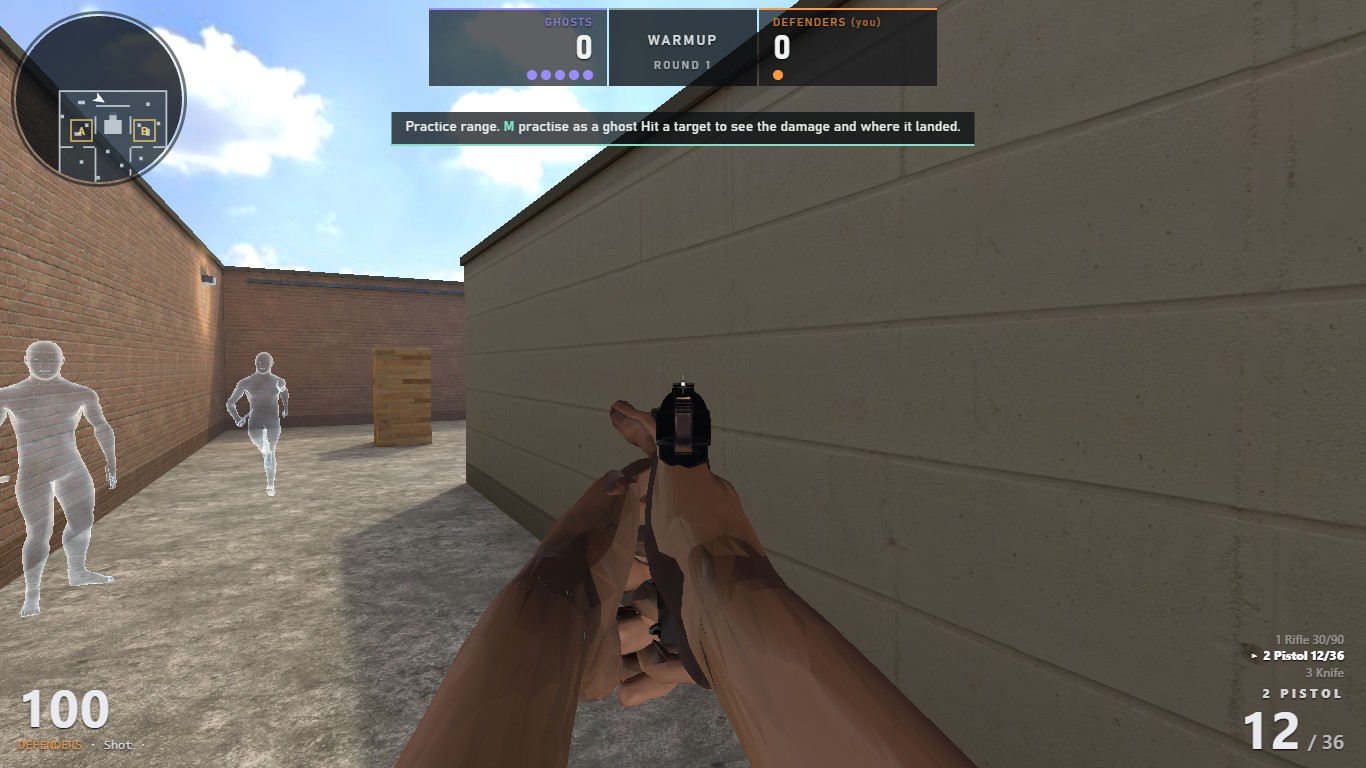 GHOSTS
0
WARMUP
ROUND 1
DEFENDERS (you)
0
A
B
Practice range. M practise as a ghost Hit a target to see the damage and where it landed.
1 Rifle 30/90
▸ 2 Pistol 12/36
3 Knife
2 PISTOL
12 / 36
100
DEFENDERS · Shot ·